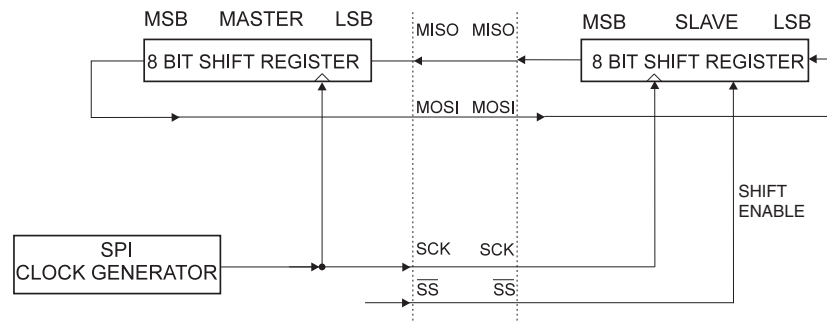 MSB MASTER LSB
MISO MISO
MSB SLAVE LSB
8 BIT SHIFT REGISTER
8 BIT SHIFT REGISTER
MOSI MOSI
SHIFT
ENABLE
SPI
CLOCK GENERATOR
SCK SCK
SS SS